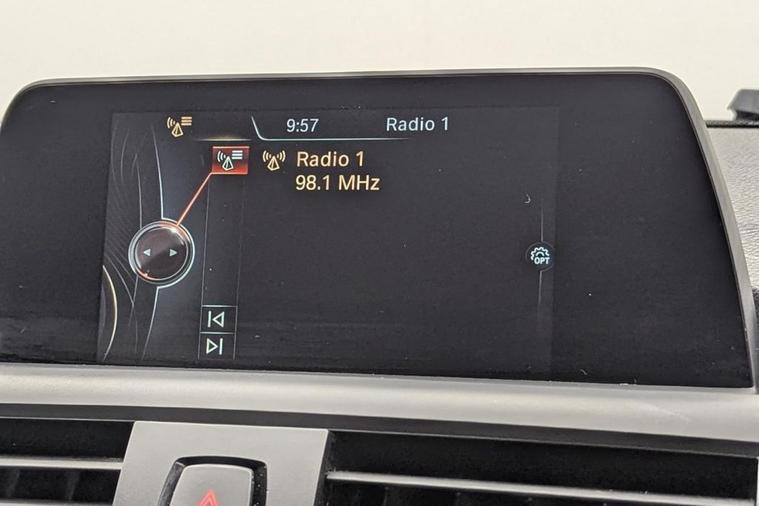 9:57 Radio 1
Radio 1
98.1 MHz
OPT